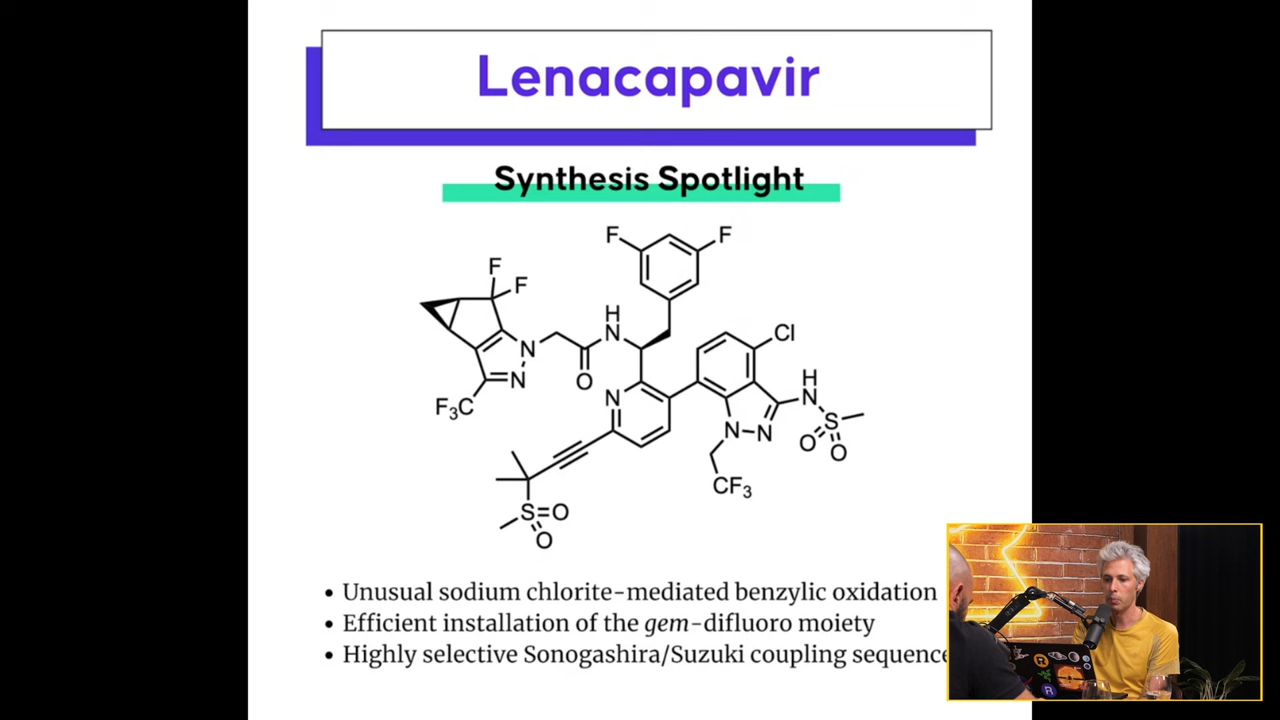 Lenacapavir
Synthesis Spotlight
F F
F
F
H
N
Cl
N
N
O
H
N
F₃C
N
N
N
S
O
O
CF₃
S=O
O
• Unusual sodium chlorite-mediated benzylic oxidation
• Efficient installation of the gem-difluoro moiety
• Highly selective Sonogashira/Suzuki coupling sequence
R